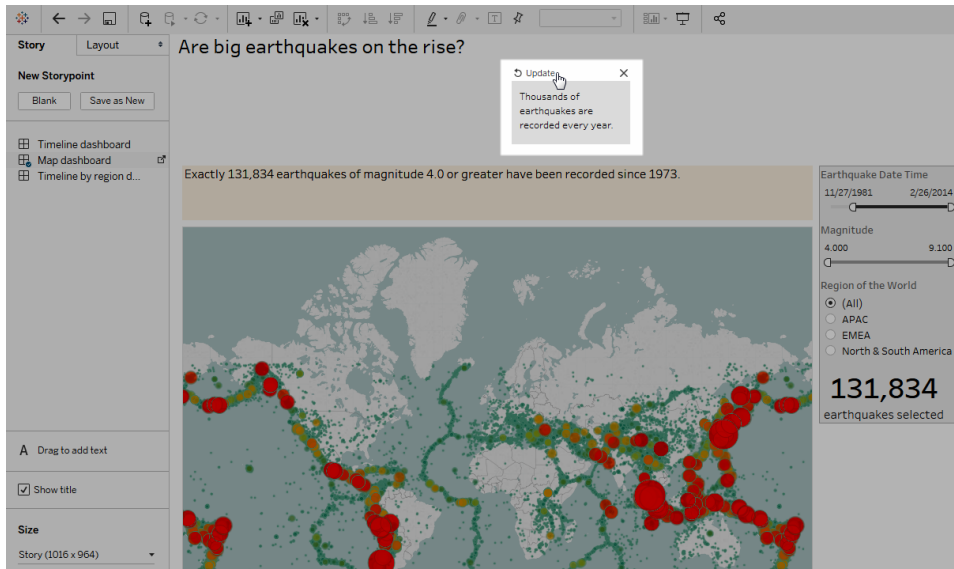 Story
Layout
Are big earthquakes on the rise?
New Storypoint
Blank
Save as New
Update
Thousands of
earthquakes are
recorded every year.
Timeline dashboard
Map dashboard
Timeline by region d...
Exactly 131,834 earthquakes of magnitude 4.0 or greater have been recorded since 1973.
Earthquake Date Time
11/27/1981 2/26/2014
Magnitude
4.000 9.100
Region of the World
(All)
APAC
EMEA
North & South America
131,834
earthquakes selected
A Drag to add text
Show title
Size
Story (1016 x 964)